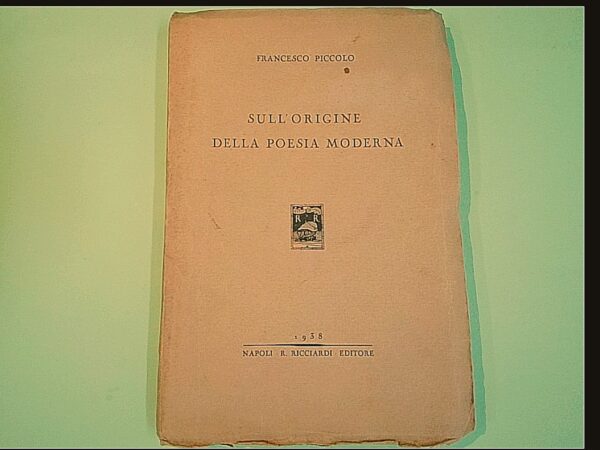 FRANCESCO PICCOLO
SULL'ORIGINE
DELLA POESIA MODERNA
R R
1938
NAPOLI R. RICCIARDI EDITORE